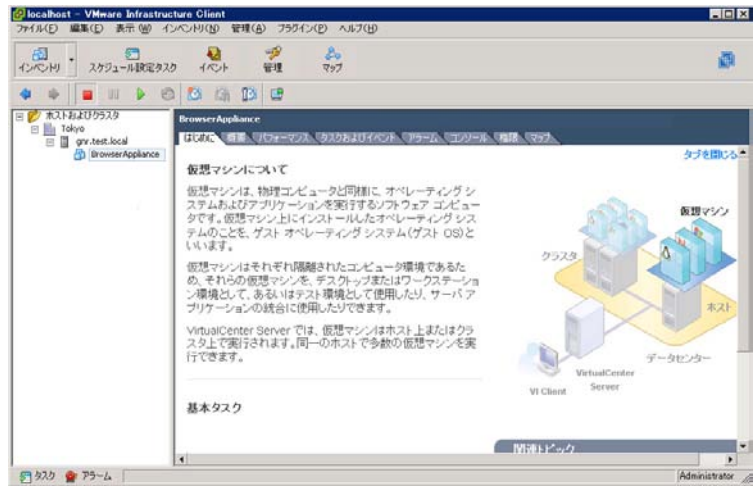 localhost - VMware Infrastructure Client
ファイル(F) 編集(E) 表示(W) インベントリ(N) 管理(A) プラグイン(P) ヘルプ(H)
インベントリ スケジュール設定タスク イベント 管理 マップ
ホストおよびクラスタ
Tokyo
gnr.test.local
BrowserAppliance
BrowserAppliance
はじめに 概要 パフォーマンス タスクおよびイベント アラーム コンソール 権限 マップ
タブを閉じる
仮想マシンについて
仮想マシンは、物理コンピュータと同様に、オペレーティング シ
ステムおよびアプリケーションを実行するソフトウェア コンピュー
タです。仮想マシン上にインストールしたオペレーティング シス
テムのことを、ゲスト オペレーティング システム(ゲスト OS)と
いいます。
仮想マシンはそれぞれ隔離されたコンピュータ環境であるた
め、それらの仮想マシンを、デスクトップまたはワークステーショ
ン環境として、あるいはテスト環境として使用したり、サーバ ア
プリケーションの統合に使用したりできます。
VirtualCenter Server では、仮想マシンはホスト上またはクラ
スタ上で実行されます。同一のホストで多数の仮想マシンを実
行できます。
基本タスク
仮想マシン
クラスタ
ホスト
データセンター
VirtualCenter
Server
VI Client
関連トピック
タスク アラーム
Administrator